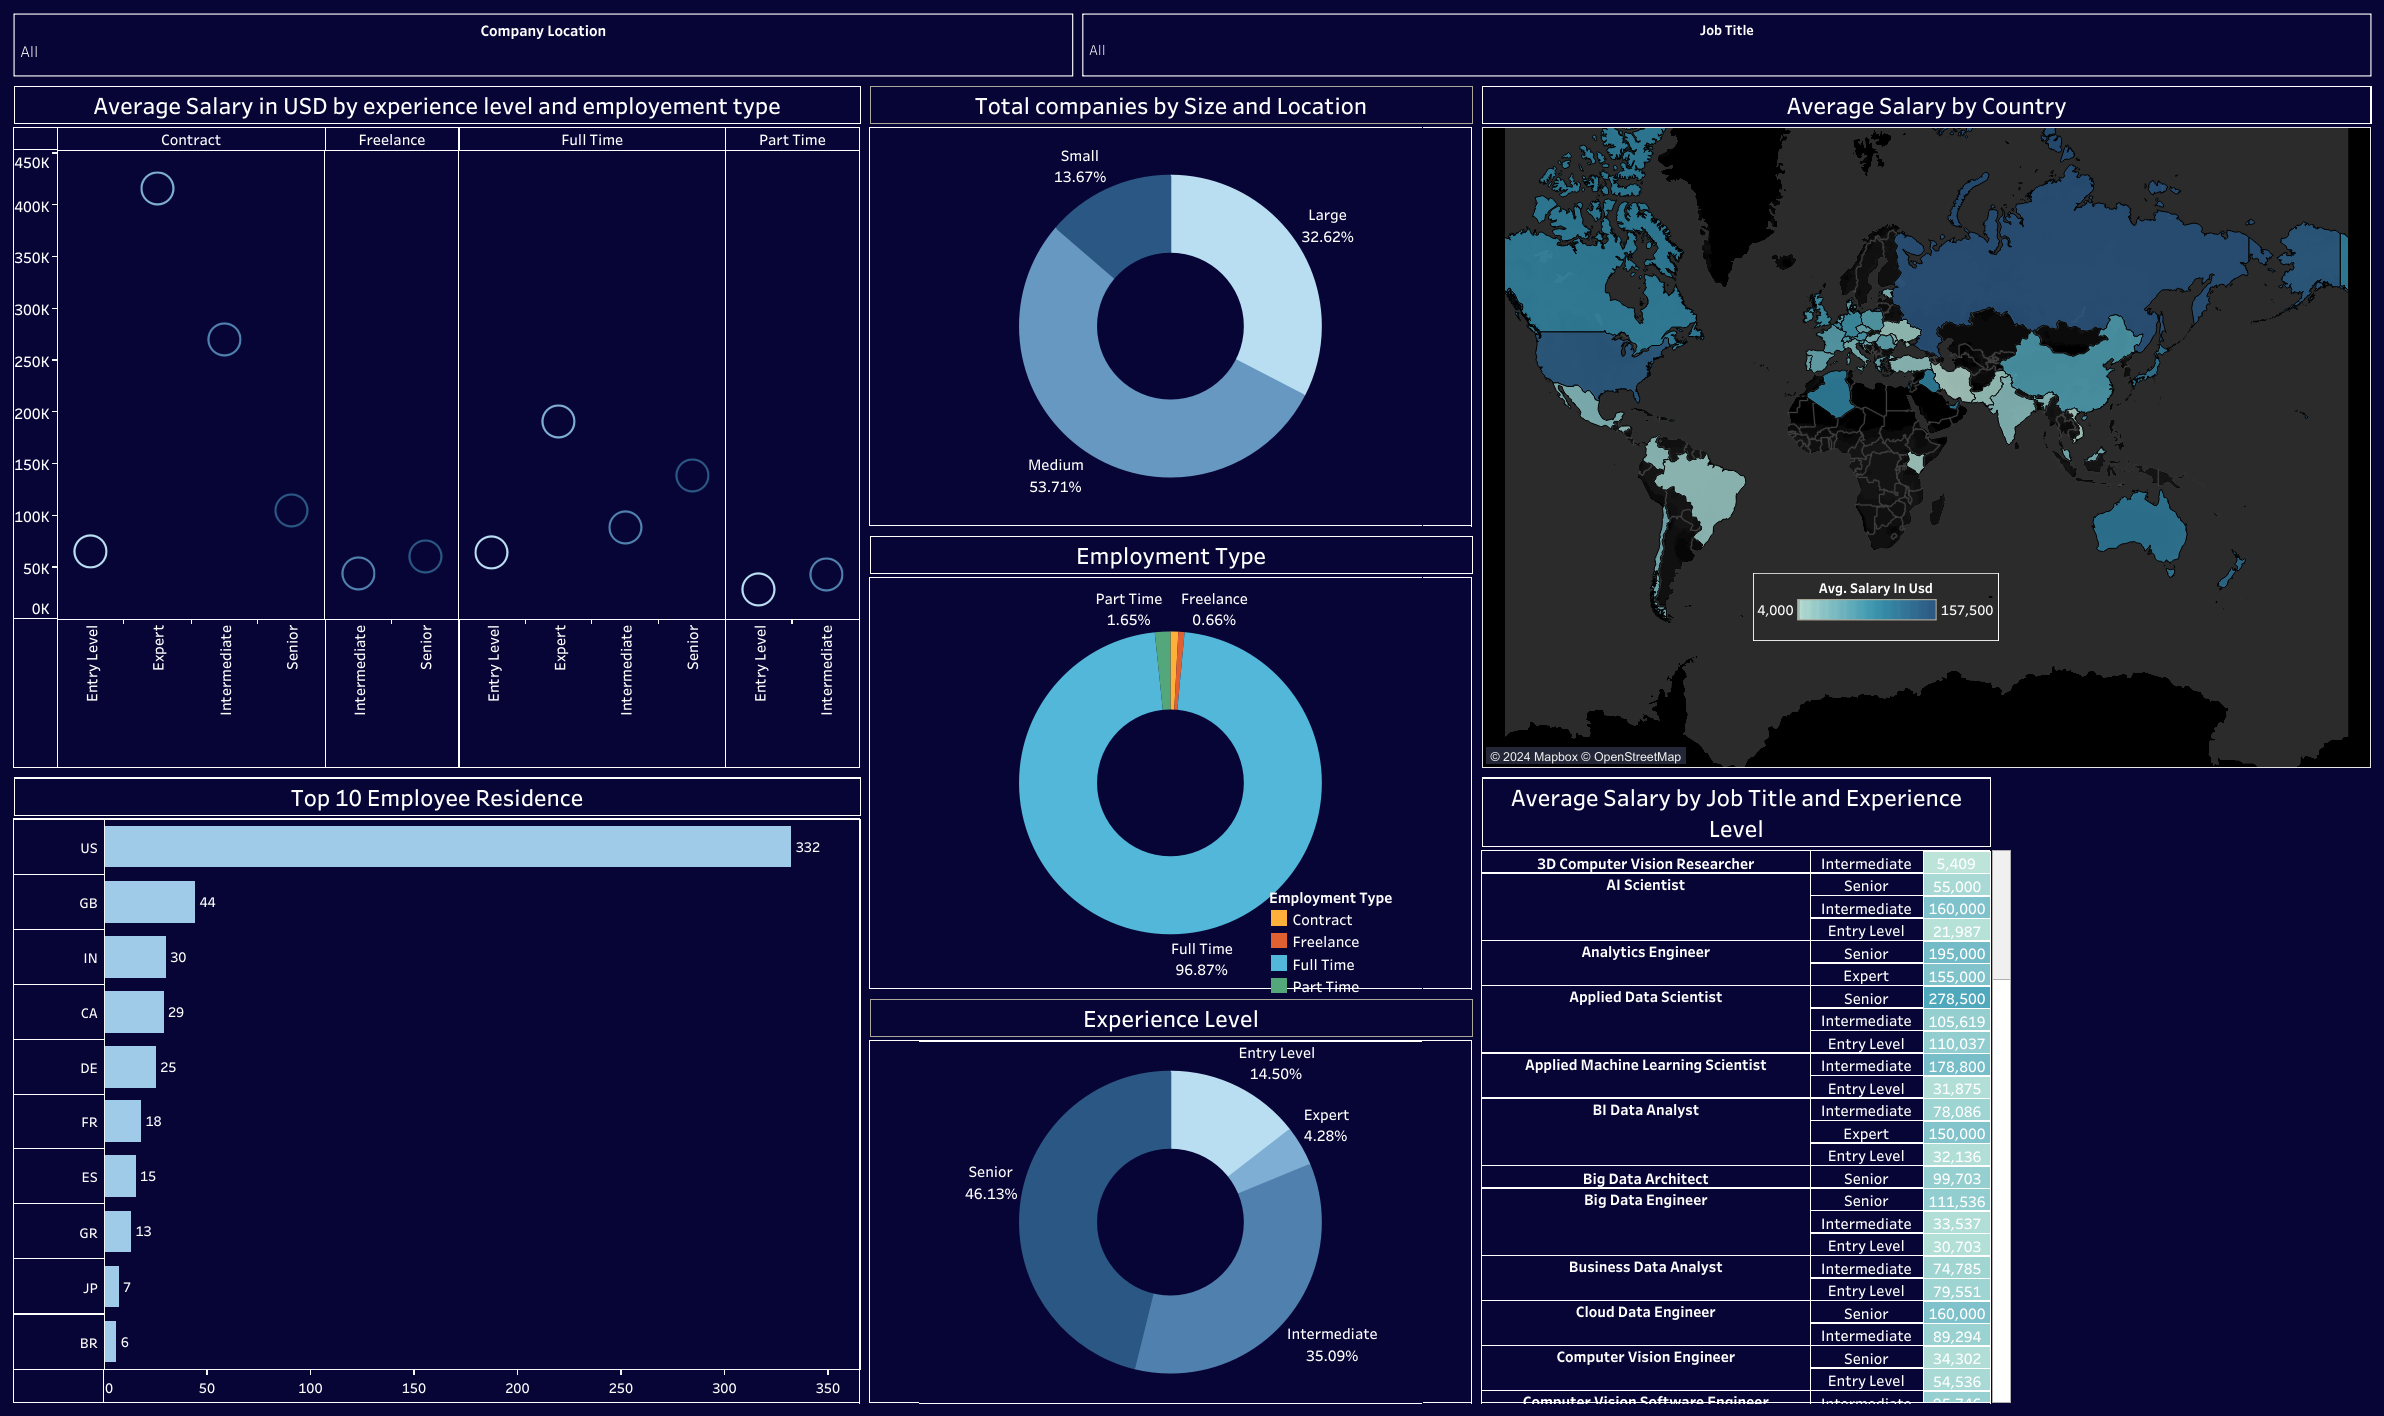 Company Location
All
Job Title
All
Average Salary in USD by experience level and employement type
Contract
Freelance
Full Time
Part Time
450K
400K
350K
300K
250K
200K
150K
100K
50K
0K
Entry Level
Expert
Intermediate
Senior
Intermediate
Senior
Entry Level
Expert
Intermediate
Senior
Entry Level
Intermediate
Total companies by Size and Location
Small
13.67%
Large
32.62%
Medium
53.71%
Average Salary by Country
Avg. Salary In Usd
4,000 157,500
© 2024 Mapbox © OpenStreetMap
Employment Type
Part Time
1.65%
Freelance
0.66%
Full Time
96.87%
Employment Type
Contract
Freelance
Full Time
Part Time
Top 10 Employee Residence
US 332
GB 44
IN 30
CA 29
DE 25
FR 18
ES 15
GR 13
JP 7
BR 6
0 50 100 150 200 250 300 350
Experience Level
Entry Level
14.50%
Expert
4.28%
Senior
46.13%
Intermediate
35.09%
Average Salary by Job Title and Experience
Level
3D Computer Vision Researcher Intermediate 5,409
AI Scientist Senior 55,000
Intermediate 160,000
Entry Level 21,987
Analytics Engineer Senior 195,000
Expert 155,000
Applied Data Scientist Senior 278,500
Intermediate 105,619
Entry Level 110,037
Applied Machine Learning Scientist Intermediate 178,800
Entry Level 31,875
BI Data Analyst Intermediate 78,086
Expert 150,000
Entry Level 32,136
Big Data Architect Senior 99,703
Big Data Engineer Senior 111,536
Intermediate 33,537
Entry Level 30,703
Business Data Analyst Intermediate 74,785
Entry Level 79,551
Cloud Data Engineer Senior 160,000
Intermediate 89,294
Computer Vision Engineer Senior 34,302
Entry Level 54,536
Computer Vision Software Engineer Intermediate